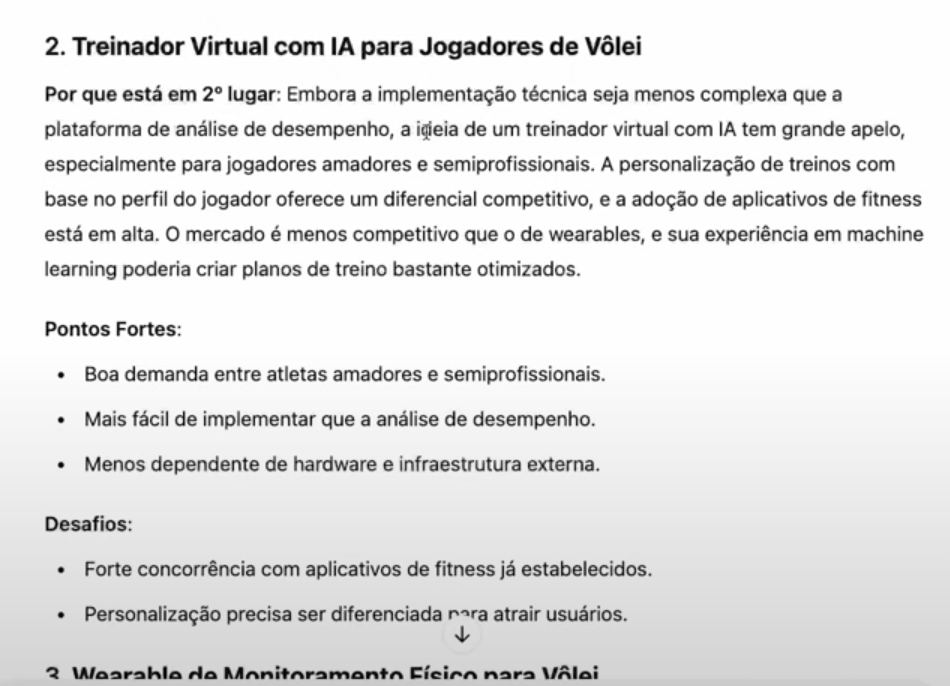 2. Treinador Virtual com IA para Jogadores de Vôlei
Por que está em 2º lugar: Embora a implementação técnica seja menos complexa que a
plataforma de análise de desempenho, a ideia de um treinador virtual com IA tem grande apelo,
especialmente para jogadores amadores e semiprofissionais. A personalização de treinos com
base no perfil do jogador oferece um diferencial competitivo, e a adoção de aplicativos de fitness
está em alta. O mercado é menos competitivo que o de wearables, e sua experiência em machine
learning poderia criar planos de treino bastante otimizados.
Pontos Fortes:
• Boa demanda entre atletas amadores e semiprofissionais.
• Mais fácil de implementar que a análise de desempenho.
• Menos dependente de hardware e infraestrutura externa.
Desafios:
• Forte concorrência com aplicativos de fitness já estabelecidos.
• Personalização precisa ser diferenciada para atrair usuários.
3. Wearable de Monitoramento Físico para Vôlei